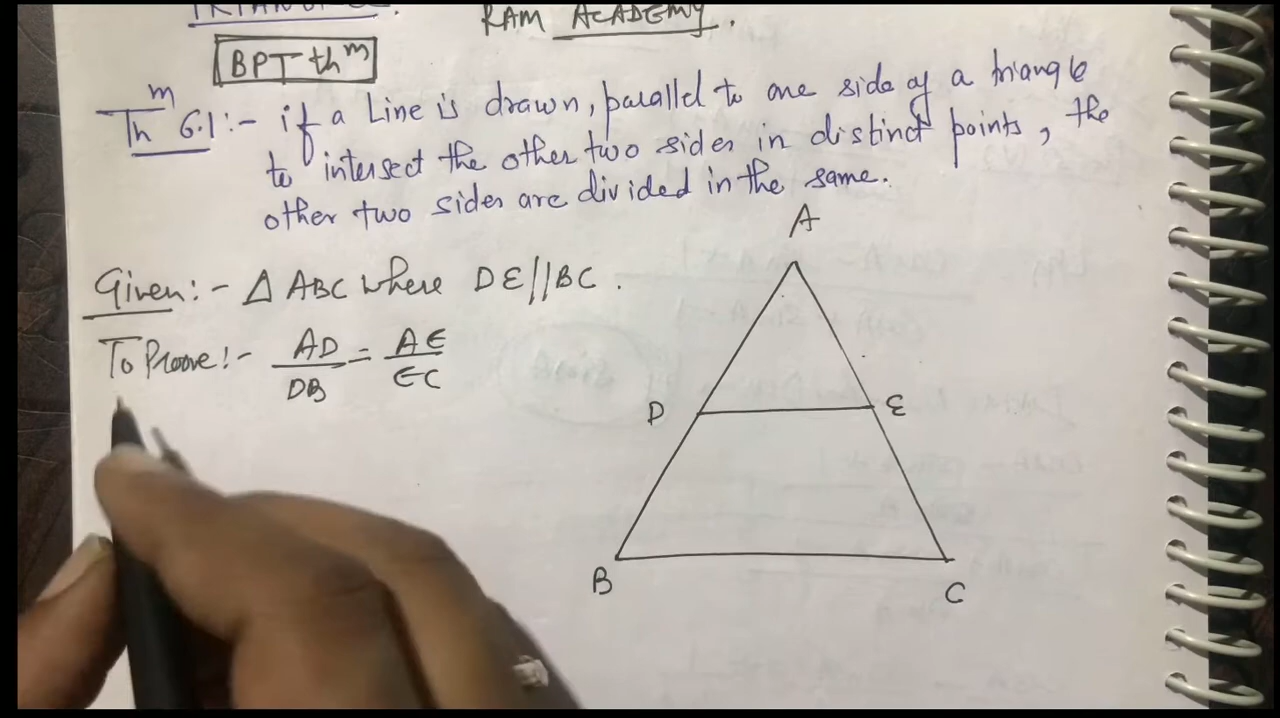 RAM ACADEMY.
BPT th^m
Th^m 6.1:- if a Line is drawn, parallel to one side of a triangle
to intersect the other two sides in distinct points, the
other two sides are divided in the same.
Given:- △ ABC where DE//BC.
To Prove:- AD/DB = AE/EC
A
D E
B C